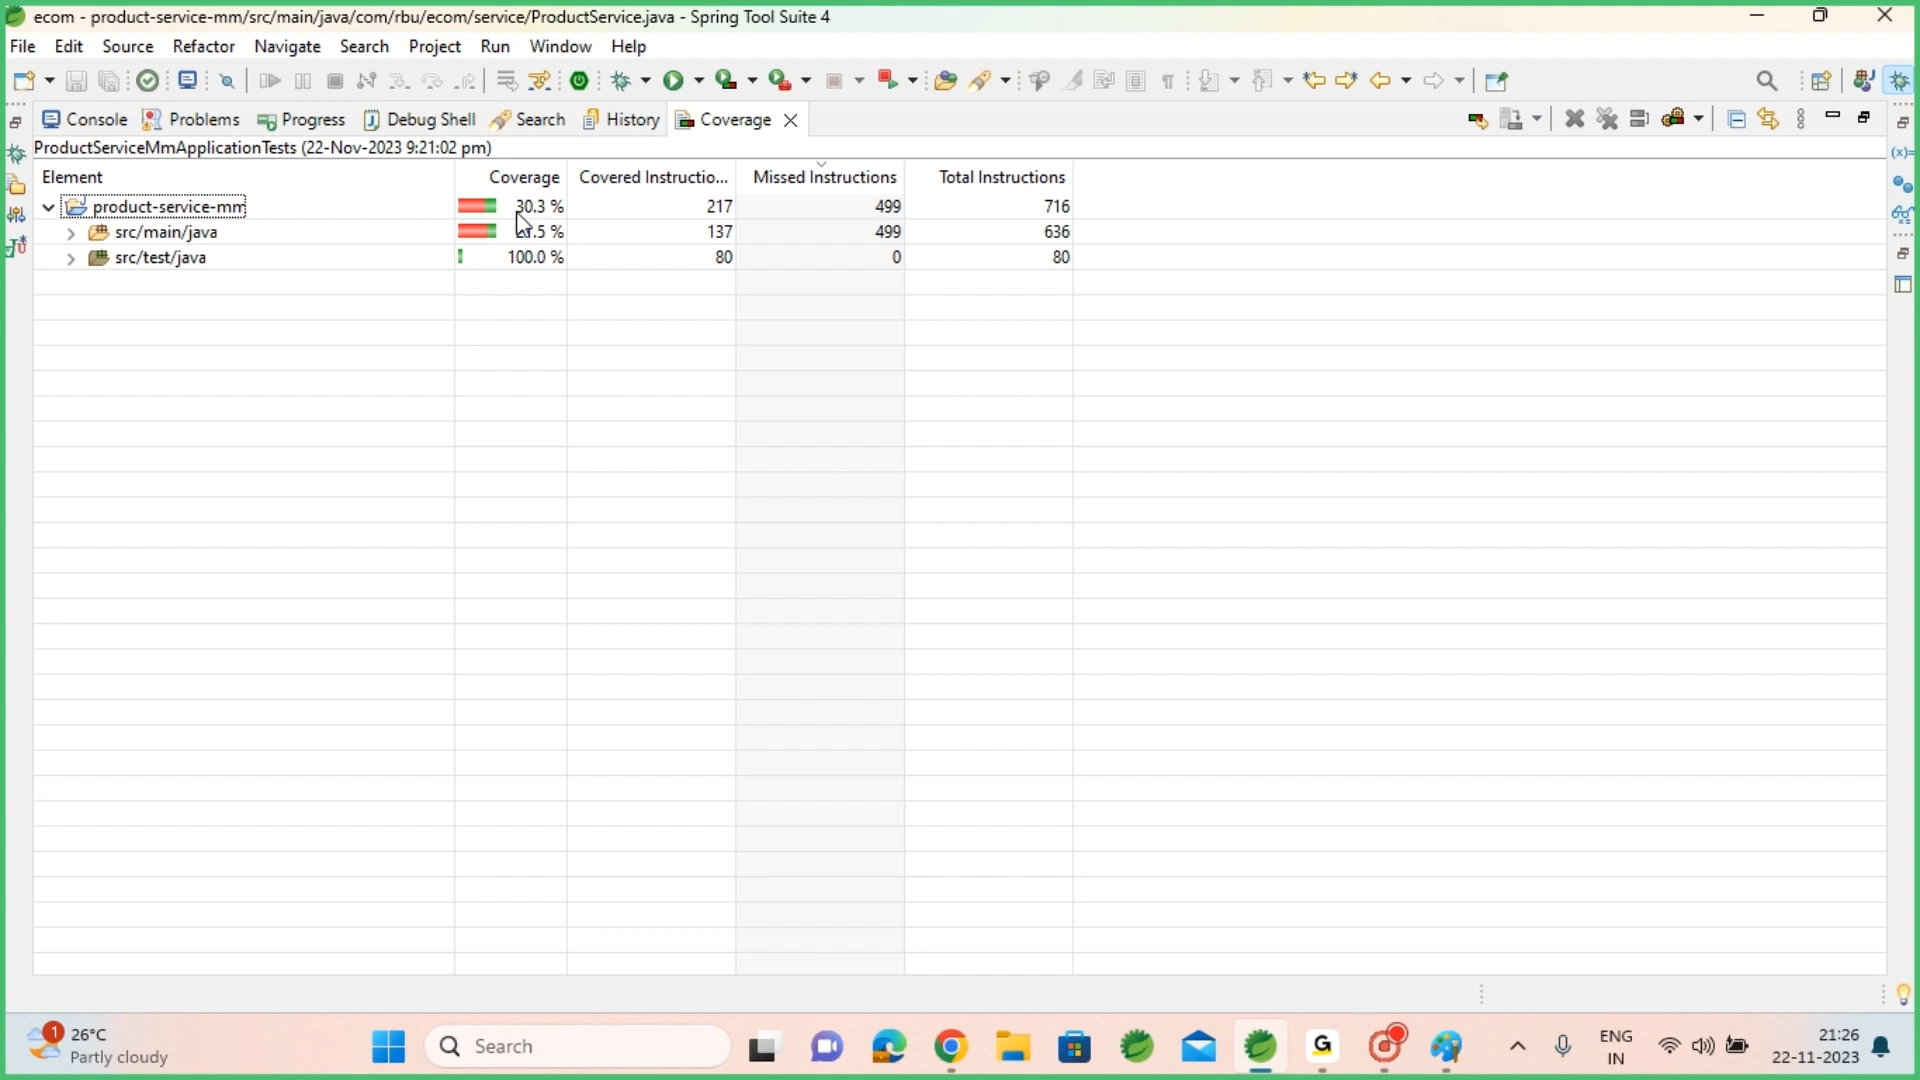 ecom - product-service-mm/src/main/java/com/rbu/ecom/service/ProductService.java - Spring Tool Suite 4
File Edit Source Refactor Navigate Search Project Run Window Help
Console Problems Progress Debug Shell Search History Coverage
ProductServiceMmApplicationTests (22-Nov-2023 9:21:02 pm)
Element Coverage Covered Instructio... Missed Instructions Total Instructions
product-service-mm 30.3 % 217 499 716
src/main/java .5 % 137 499 636
src/test/java 100.0 % 80 0 80
1 26°C
Partly cloudy
Search
ENG
IN
21:26
22-11-2023